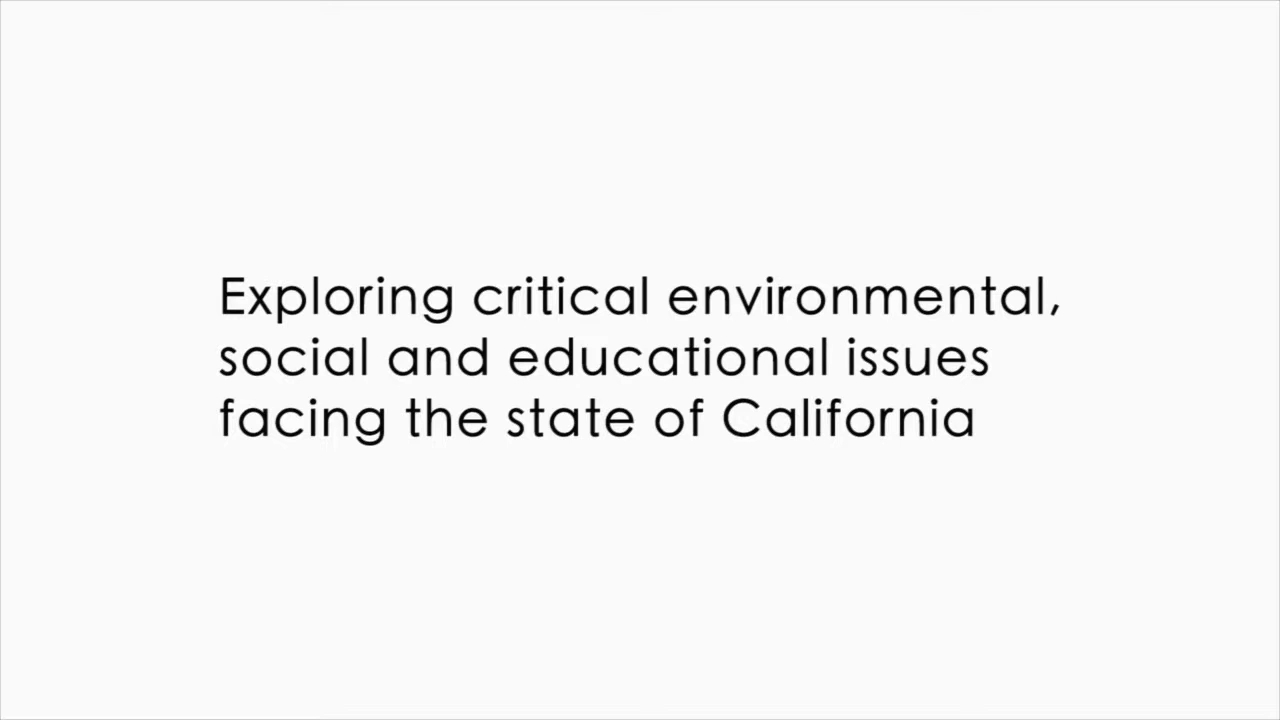 Exploring critical environmental,
social and educational issues
facing the state of California